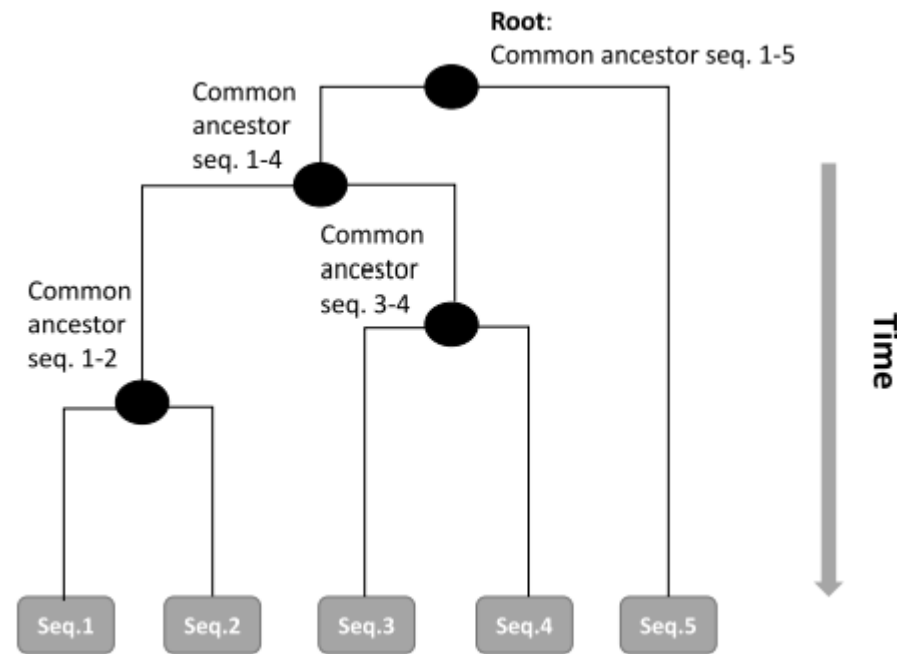 Root:
Common ancestor seq. 1-5
Common
ancestor
seq. 1-4
Common
ancestor
seq. 3-4
Common
ancestor
seq. 1-2
Time
Seq.1
Seq.2
Seq.3
Seq.4
Seq.5